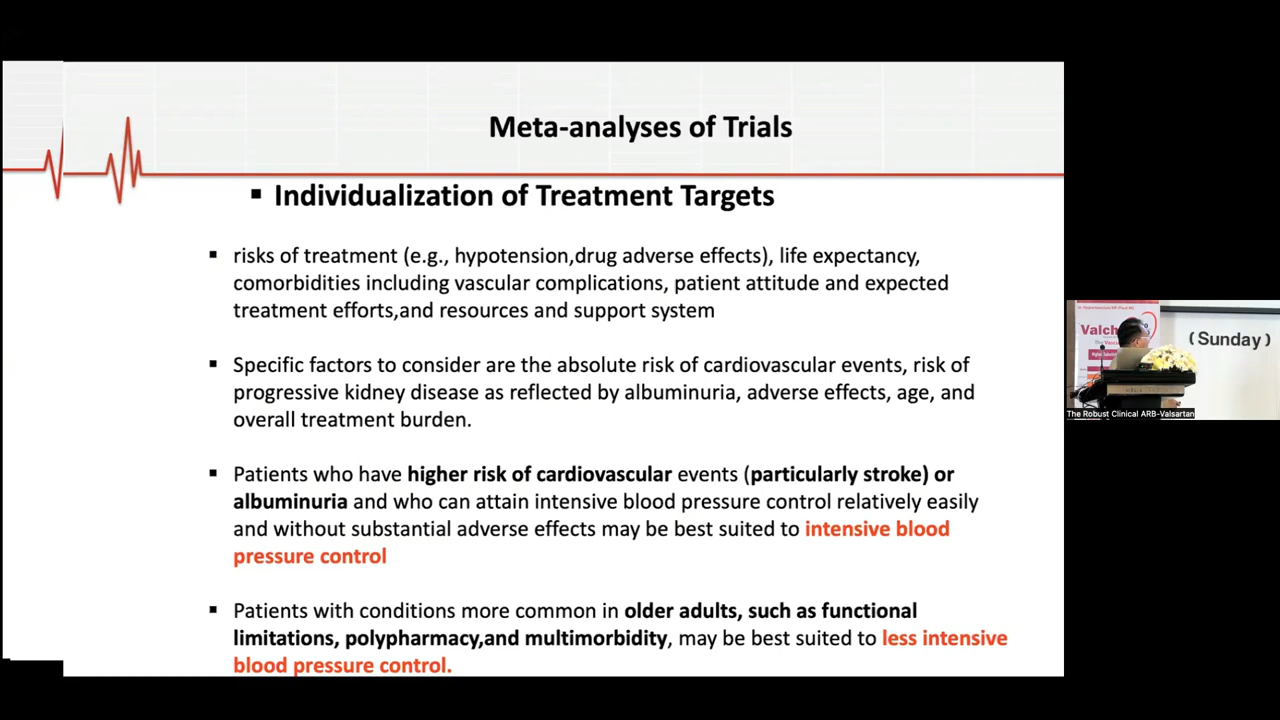 Meta-analyses of Trials
▪ Individualization of Treatment Targets
▪ risks of treatment (e.g., hypotension,drug adverse effects), life expectancy,
comorbidities including vascular complications, patient attitude and expected
treatment efforts,and resources and support system
▪ Specific factors to consider are the absolute risk of cardiovascular events, risk of
progressive kidney disease as reflected by albuminuria, adverse effects, age, and
overall treatment burden.
▪ Patients who have higher risk of cardiovascular events (particularly stroke) or
albuminuria and who can attain intensive blood pressure control relatively easily
and without substantial adverse effects may be best suited to intensive blood
pressure control
▪ Patients with conditions more common in older adults, such as functional
limitations, polypharmacy,and multimorbidity, may be best suited to less intensive
blood pressure control.
Valch
(Sunday)
The Robust Clinical ARB-Valsartan